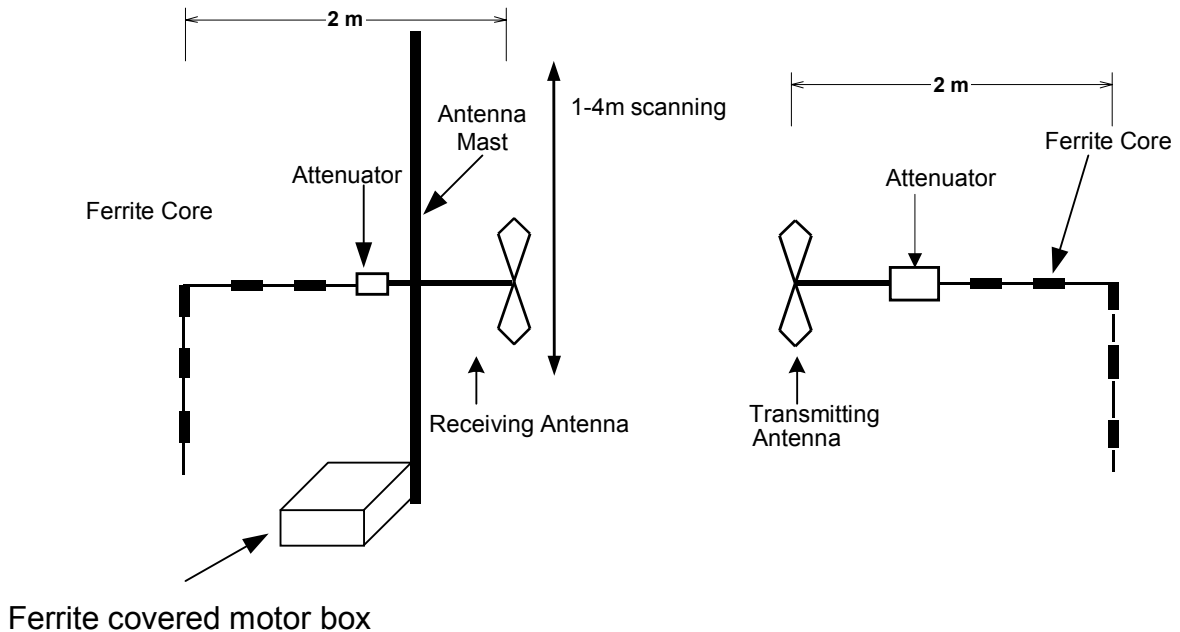 2 m
1-4m scanning
Antenna
Mast
Attenuator
Ferrite Core
Receiving Antenna
Ferrite covered motor box
2 m
Ferrite Core
Attenuator
Transmitting
Antenna